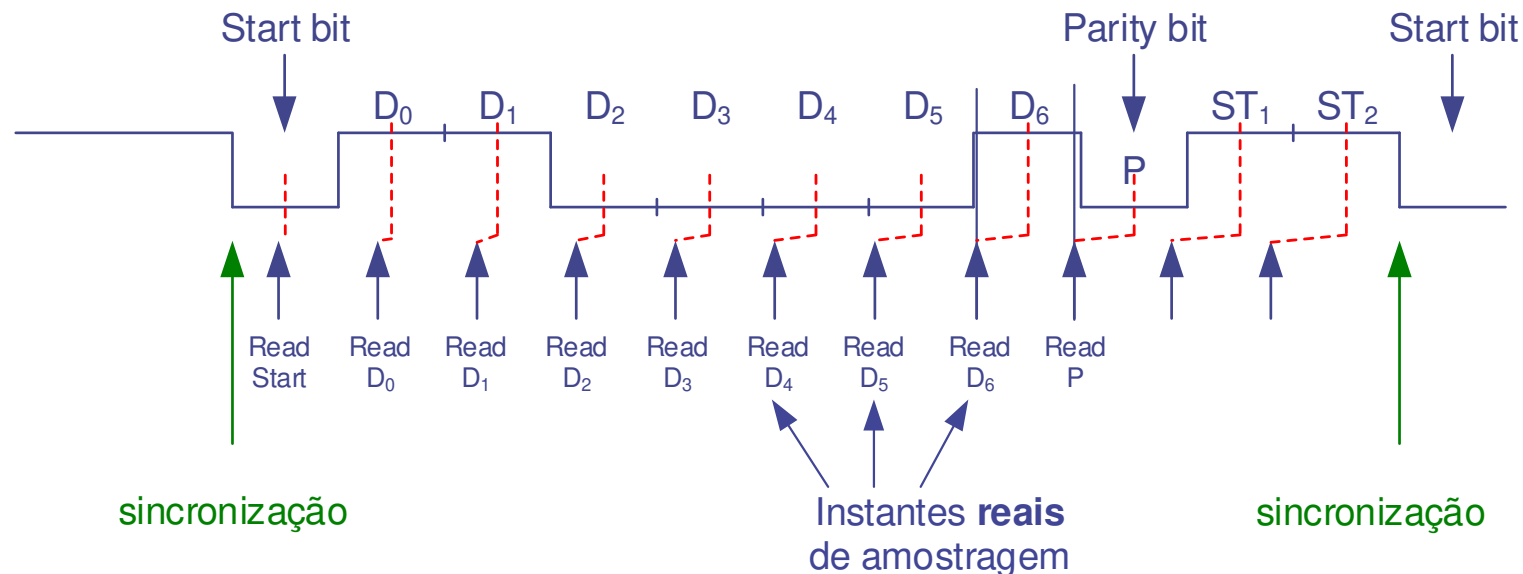 Start bit
Parity bit
Start bit
D₀
D₁
D₂
D₃
D₄
D₅
D₆
ST₁
ST₂
P
Read
Start
Read
D₀
Read
D₁
Read
D₂
Read
D₃
Read
D₄
Read
D₅
Read
D₆
Read
P
sincronização
Instantes reais
de amostragem
sincronização